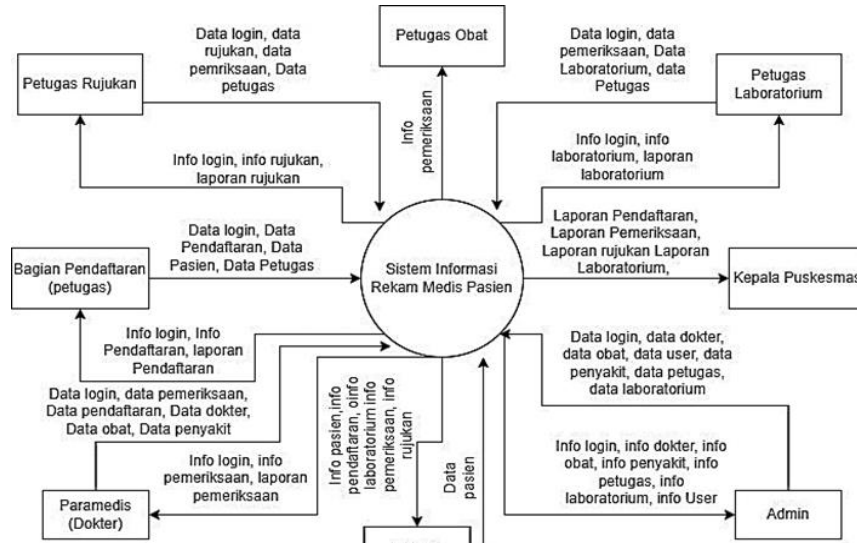 Petugas Obat
Data login, data
rujukan, data
pemriksaan, Data
petugas
Data login, data
pemeriksaan, Data
Laboratorium, data
Petugas
Petugas Rujukan
Petugas
Laboratorium
Info
pemeriksaan
Info login, info rujukan,
laporan rujukan
Info login, info
laboratorium, laporan
laboratorium
Data login, Data
Pendaftaran, Data
Pasien, Data Petugas
Laporan Pendaftaran,
Laporan Pemeriksaan,
Laporan rujukan Laporan
Laboratorium,
Bagian Pendaftaran
(petugas)
Sistem Informasi
Rekam Medis Pasien
Kepala Puskesmas
Info login, Info
Pendaftaran, laporan
Pendaftaran
Data login, data dokter,
data obat, data user, data
penyakit, data petugas,
data laboratorium
Data login, data pemeriksaan,
Data pendaftaran, Data dokter,
Data obat, Data penyakit
Info pasien,info
pendaftaran, oinfo
laboratorium info
pemeriksaan, info
rujukan
Data
pasien
Info login, info
pemeriksaan, laporan
pemeriksaan
Info login, info dokter, info
obat, info penyakit, info
petugas, info
laboratorium, info User
Paramedis
(Dokter)
Admin